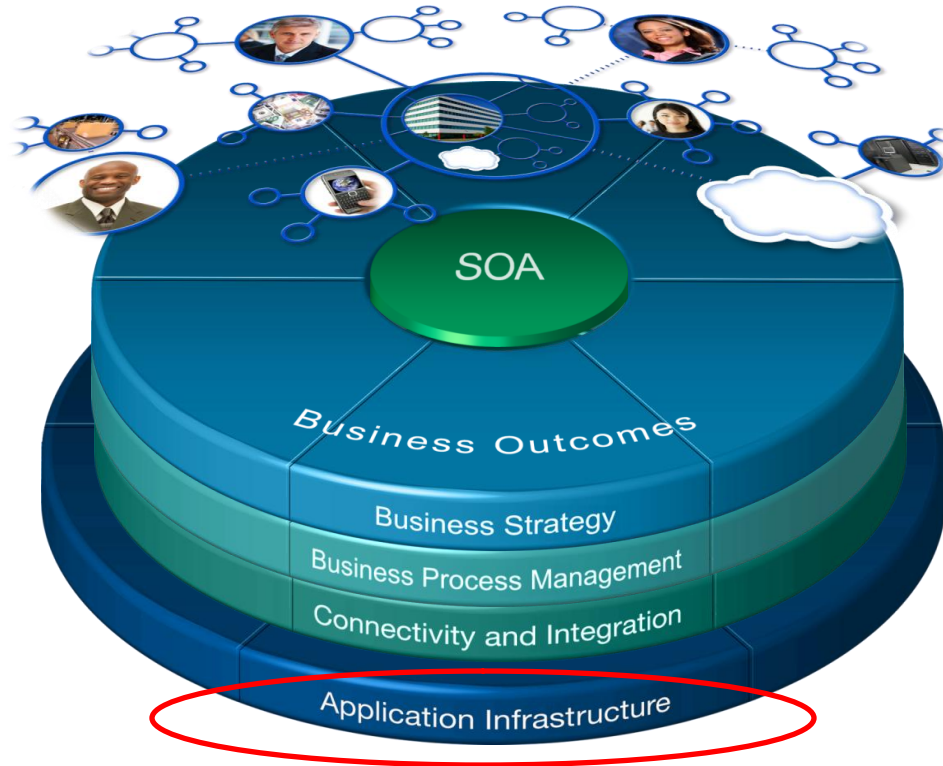 SOA
Business Outcomes
Business Strategy
Business Process Management
Connectivity and Integration
Application Infrastructure